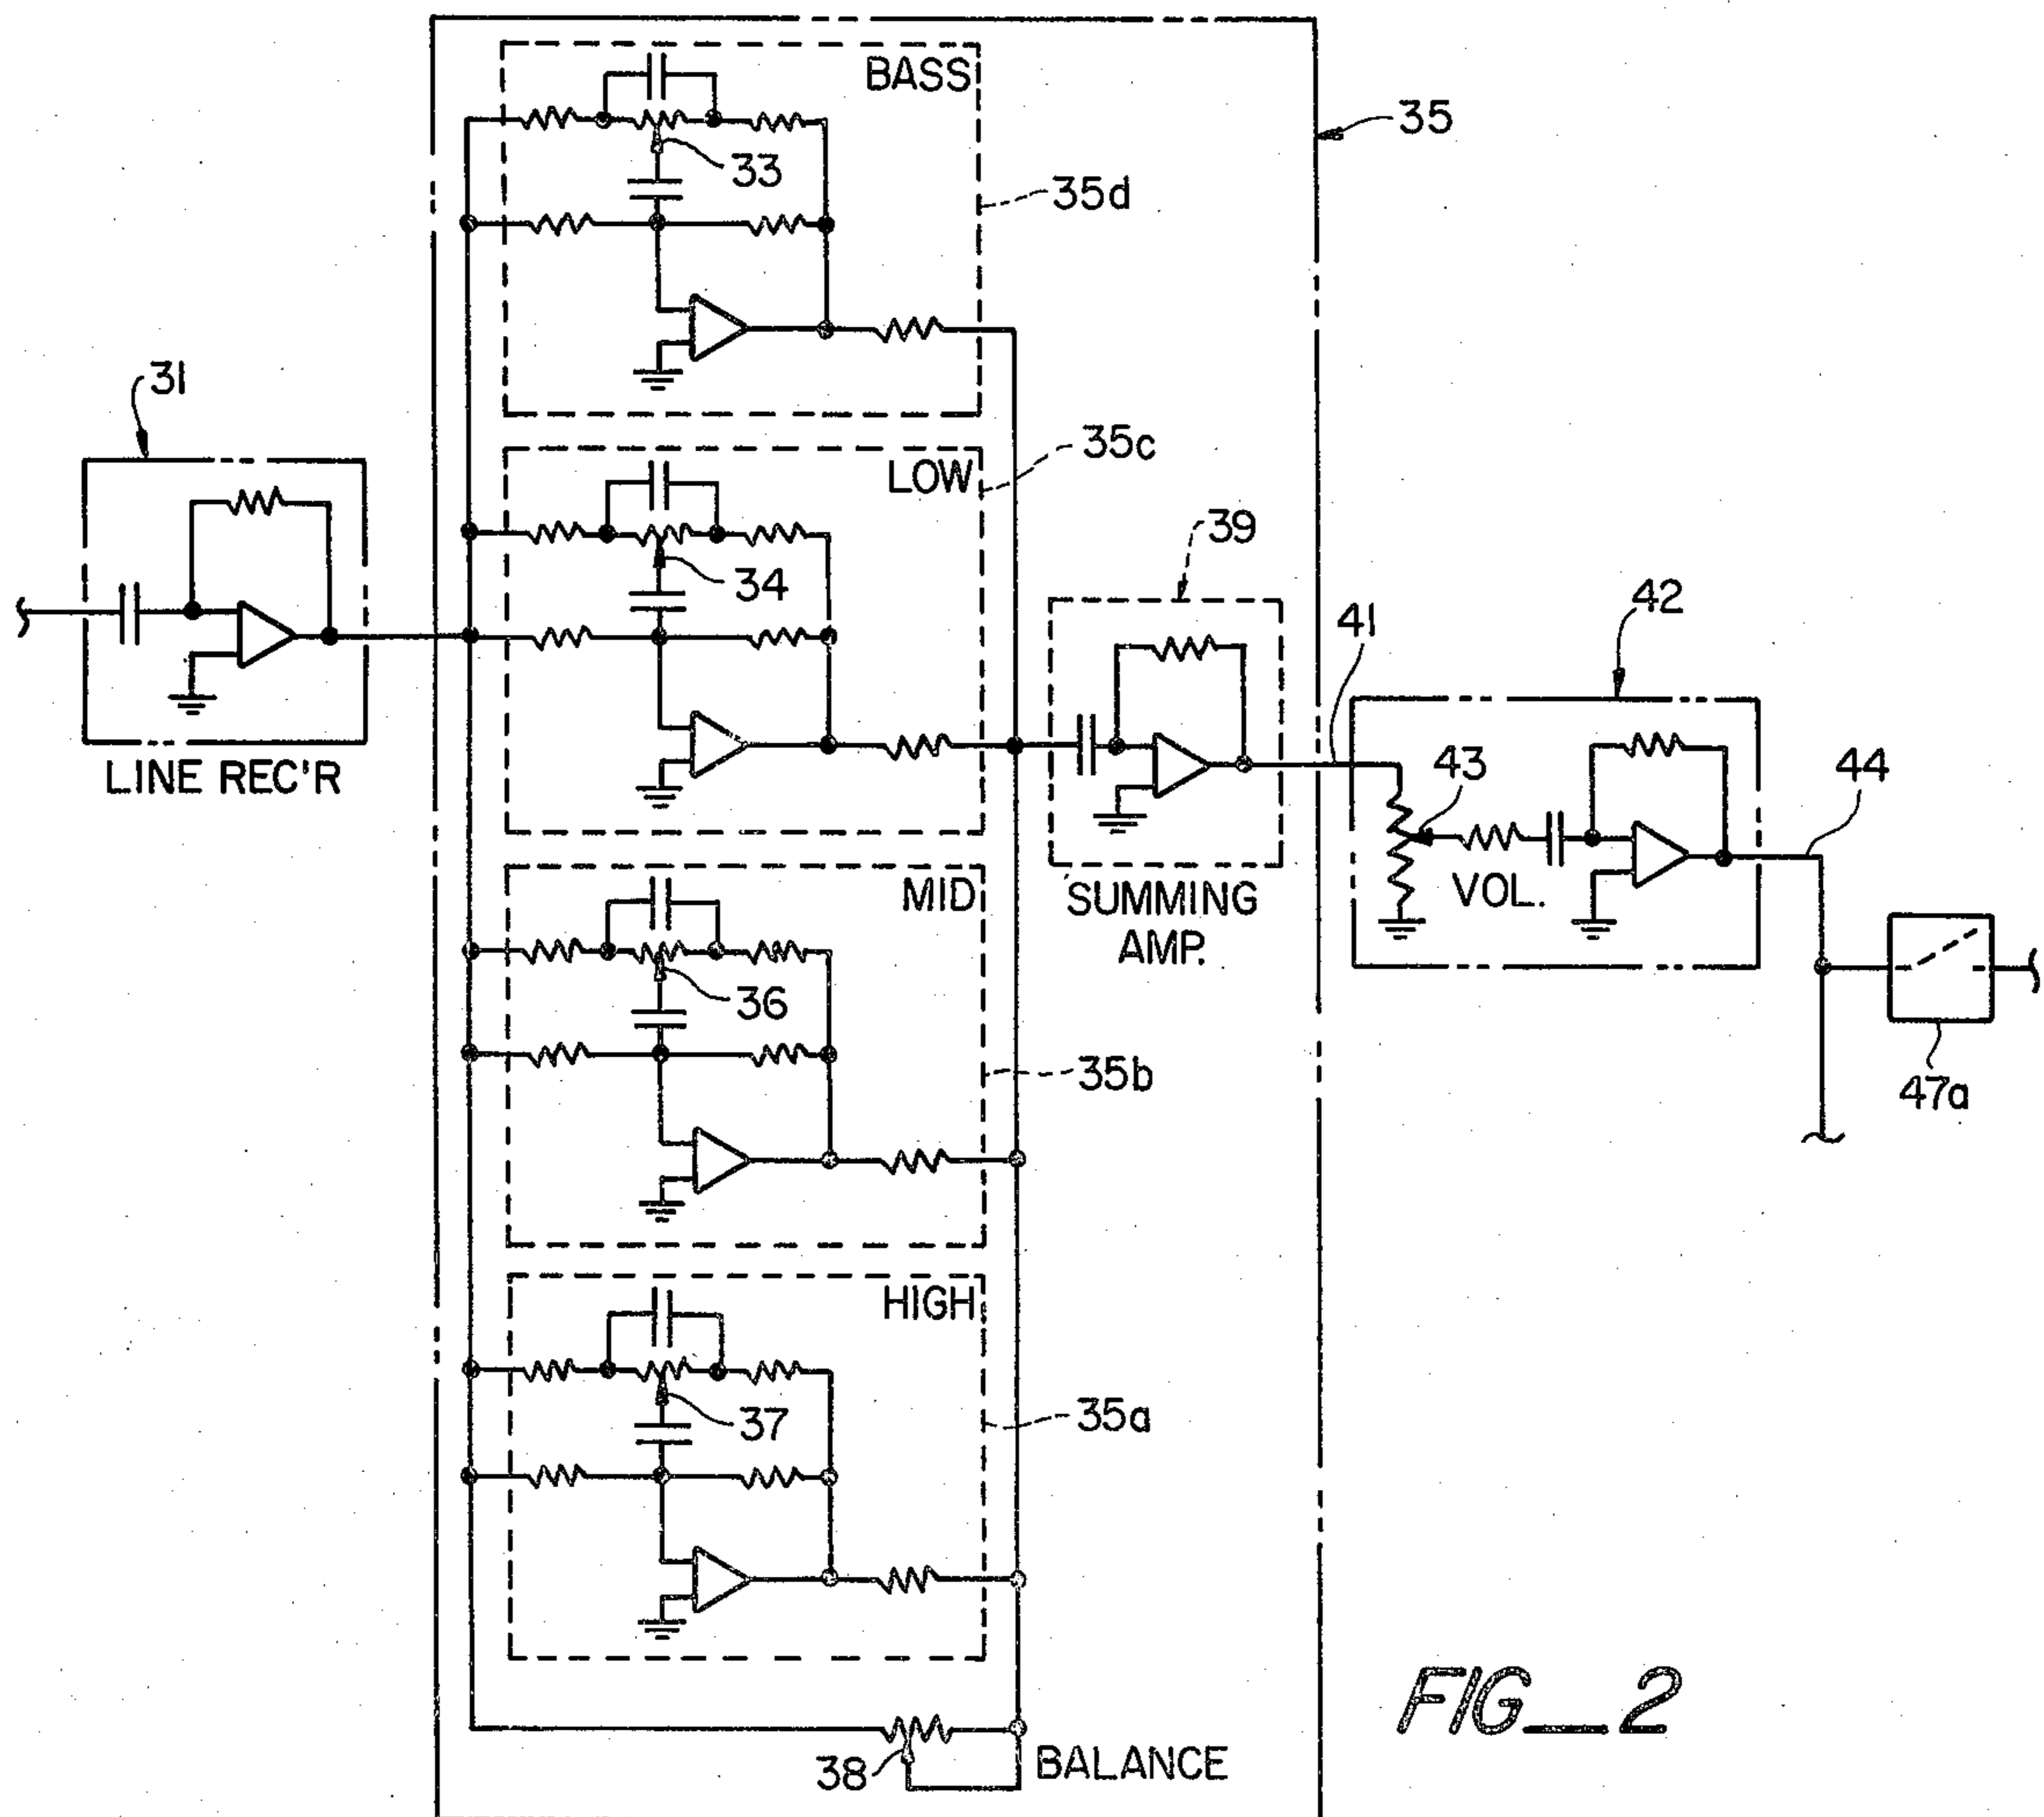 BASS
35
33
35d
31
35c
LOW
39
34
42
41
LINE REC'R
43
44
MID
SUMMING
AMP.
VOL.
36
35b
47a
HIGH
37
35a
FIG_2
38
BALANCE